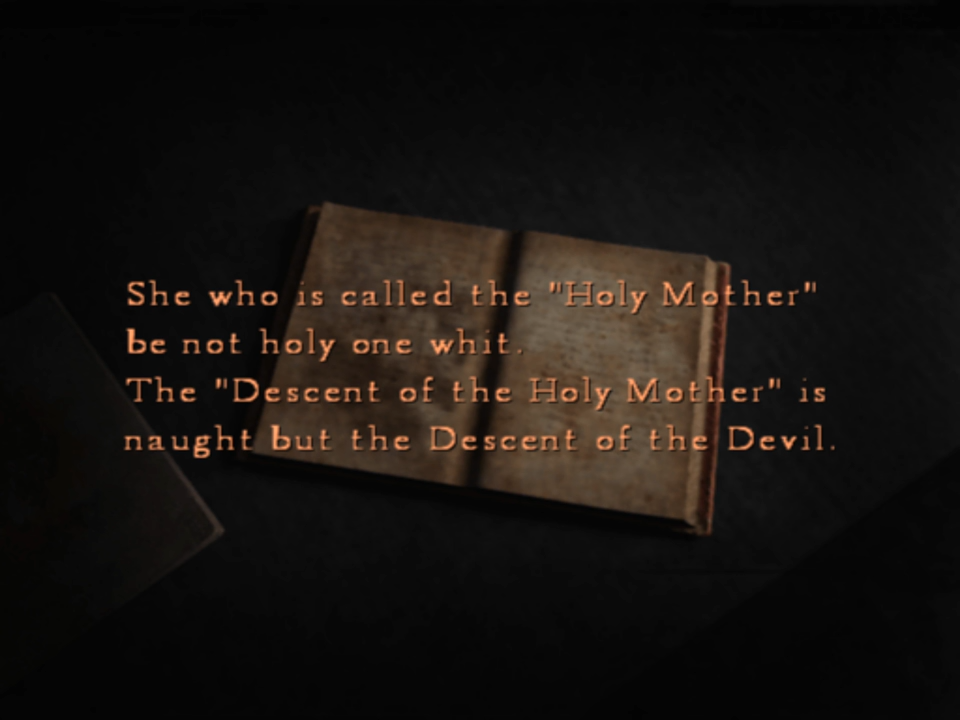 She who is called the "Holy Mother"
be not holy one whit.
The "Descent of the Holy Mother" is
naught but the Descent of the Devil.